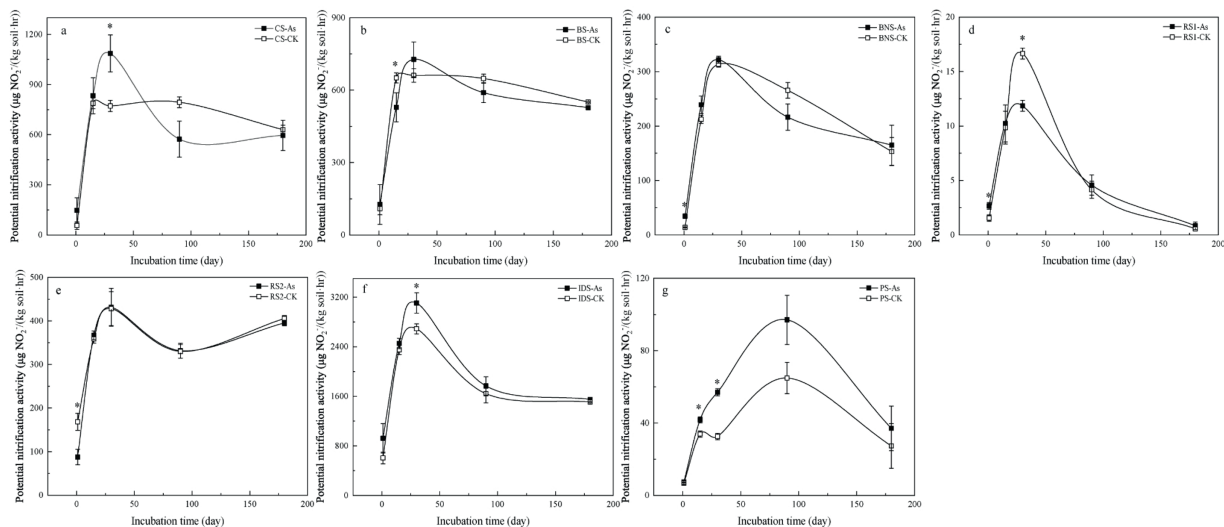 a
CS-As
CS-CK
*
1200
900
600
300
0
0 50 100 150 200
Incubation time (day)
Potential nitrification activity (μg NO₂⁻/(kg soil·hr))
b
BS-As
BS-CK
*
900
600
300
0
0 50 100 150 200
Incubation time (day)
Potential nitrification activity (μg NO₂⁻/(kg soil·hr))
c
BNS-As
BNS-CK
*
400
300
200
100
0
0 50 100 150 200
Incubation time (day)
Potential nitrification activity (μg NO₂⁻/(kg soil·hr))
d
RS1-As
RS1-CK
*
*
20
15
10
5
0
0 50 100 150 200
Incubation time (day)
Potential nitrification activity (μg NO₂⁻/(kg soil·hr))
e
RS2-As
RS2-CK
*
500
400
300
200
100
0
0 50 100 150 200
Incubation time (day)
Potential nitrification activity (μg NO₂⁻/(kg soil·hr))
f
IDS-As
IDS-CK
*
3200
2400
1600
800
0
0 50 100 150 200
Incubation time (day)
Potential nitrification activity (μg NO₂⁻/(kg soil·hr))
g
PS-As
PS-CK
*
*
120
80
40
0
0 50 100 150 200
Incubation time (day)
Potential nitrification activity (μg NO₂⁻/(kg soil·hr))